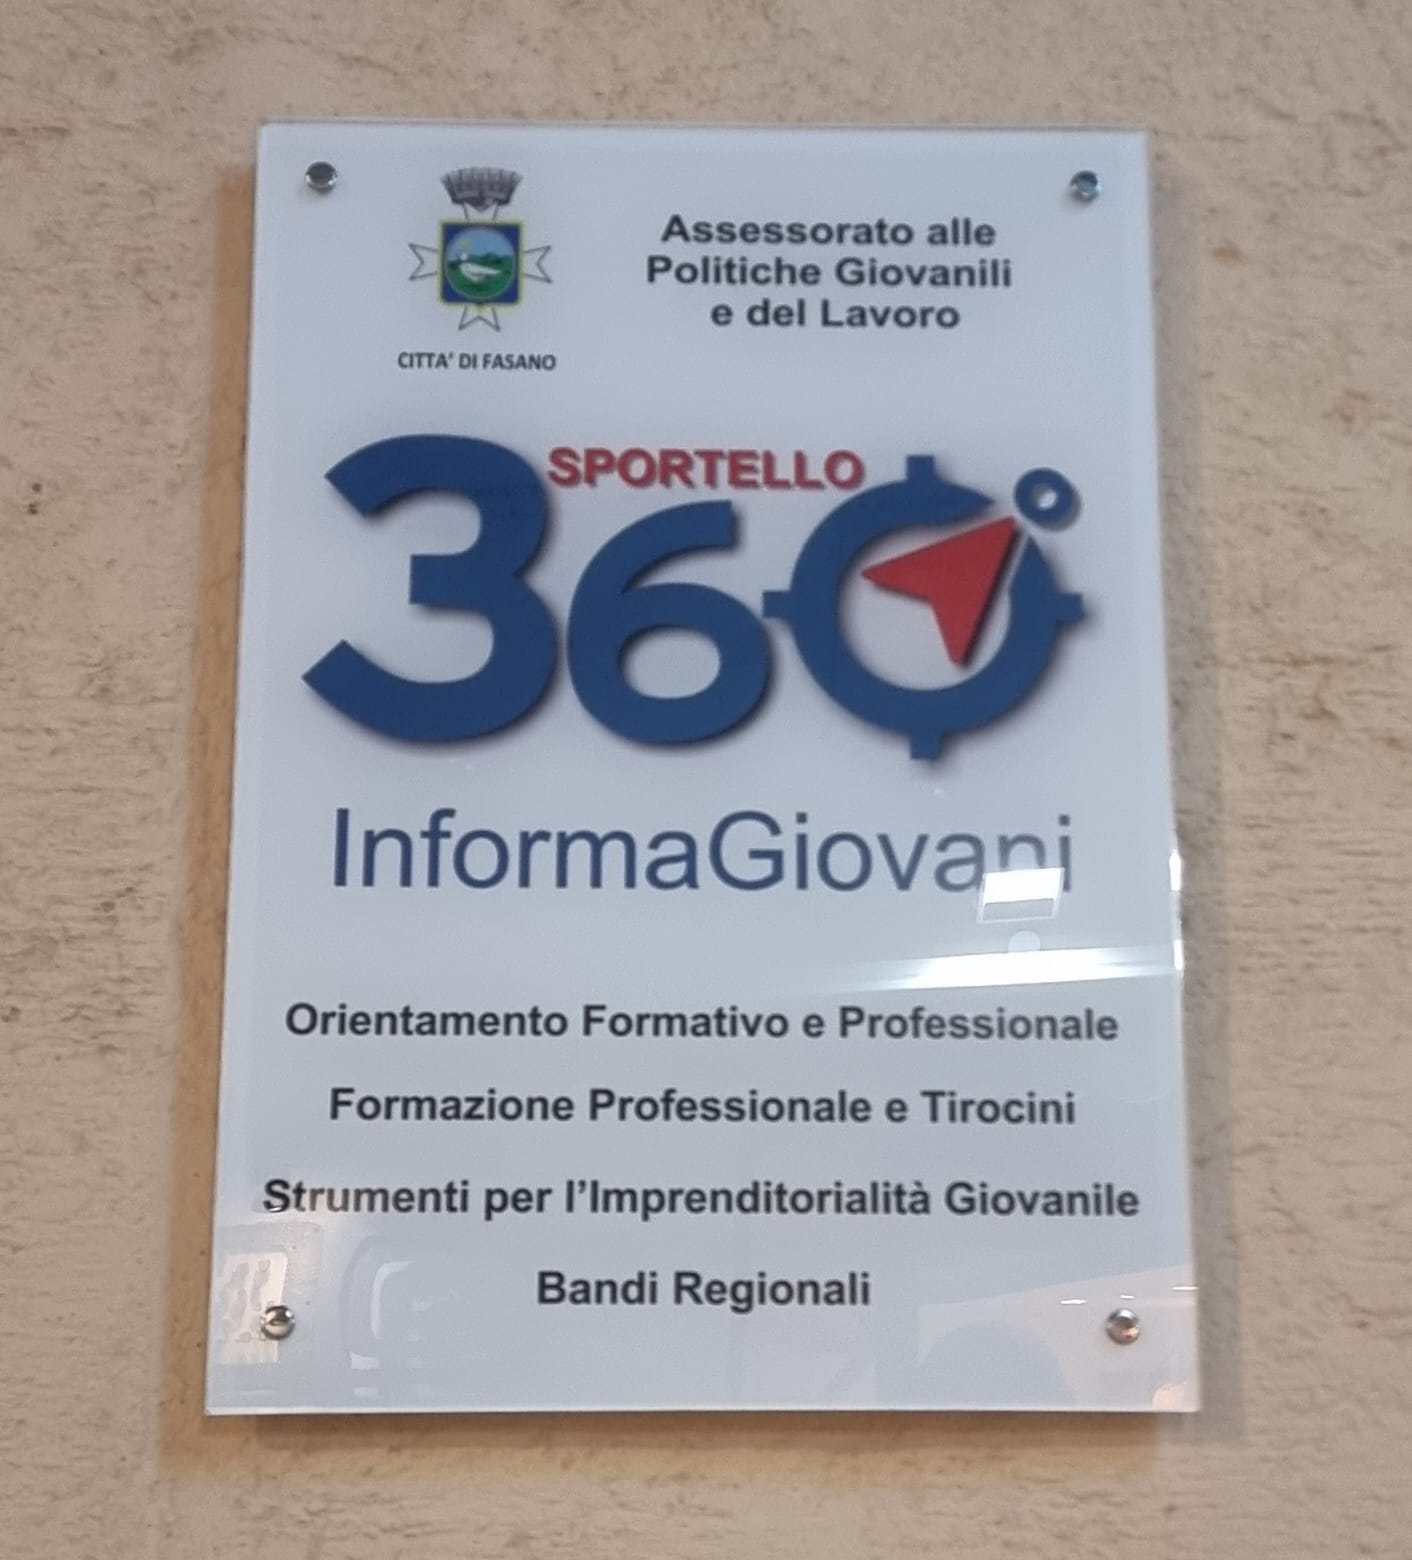 Assessorato alle
Politiche Giovanili
e del Lavoro
CITTA' DI FASANO
SPORTELLO
360°
InformaGiovani
Orientamento Formativo e Professionale
Formazione Professionale e Tirocini
Strumenti per l'Imprenditorialità Giovanile
Bandi Regionali